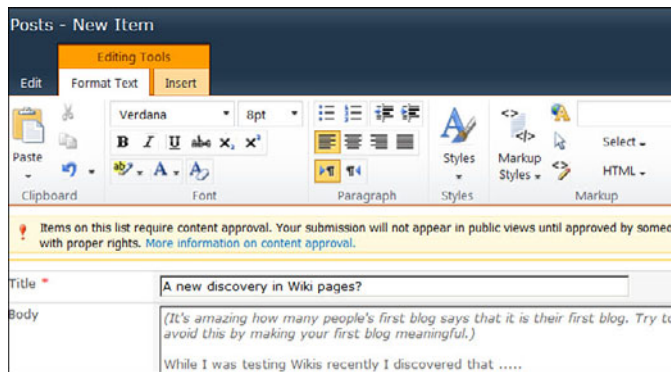 Posts - New Item
Editing Tools
Edit Format Text Insert
Verdana 8pt
B I U abc X₂ X²
ab A A
Paste
Styles
Markup
Styles
Select
HTML
Clipboard Font Paragraph Styles Markup
Items on this list require content approval. Your submission will not appear in public views until approved by
with proper rights. More information on content approval.
Title * A new discovery in Wiki pages?
Body (It's amazing how many people's first blog says that it is their first blog. Try to
avoid this by making your first blog meaningful.)
While I was testing Wikis recently I discovered that .....